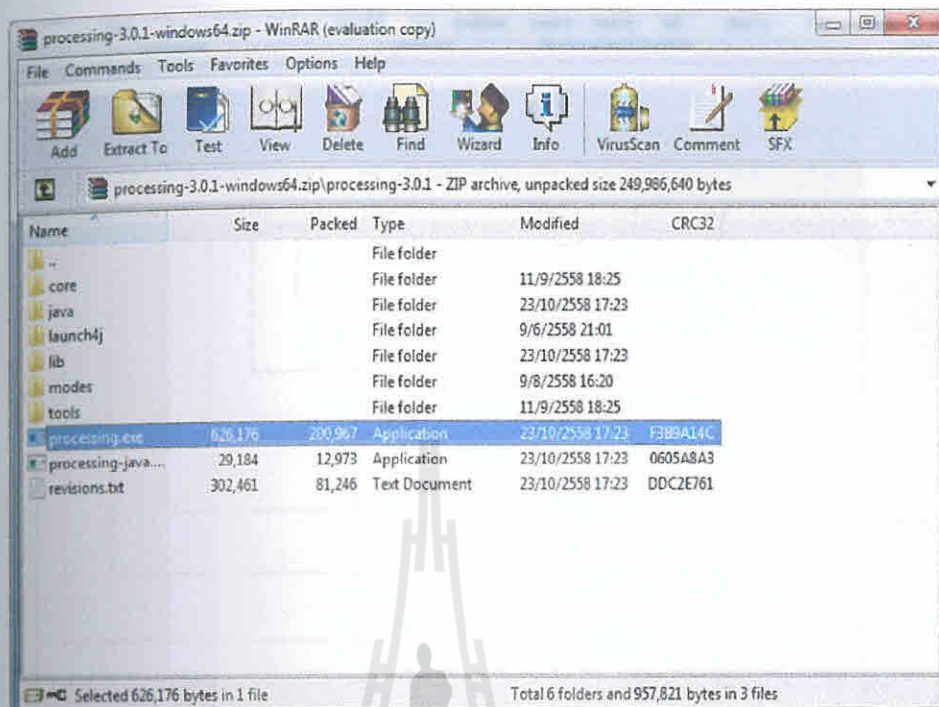 processing-3.0.1-windows64.zip - WinRAR (evaluation copy)
File Commands Tools Favorites Options Help
Add Extract To Test View Delete Find Wizard Info VirusScan Comment SFX
processing-3.0.1-windows64.zip\processing-3.0.1 - ZIP archive, unpacked size 249,986,640 bytes
Name Size Packed Type Modified CRC32
.. File folder
core File folder 11/9/2558 18:25
java File folder 23/10/2558 17:23
launch4j File folder 9/6/2558 21:01
lib File folder 23/10/2558 17:23
modes File folder 9/8/2558 16:20
tools File folder 11/9/2558 18:25
processing.exe 626,176 200,967 Application 23/10/2558 17:23 F3B9A14C
processing-java.... 29,184 12,973 Application 23/10/2558 17:23 0605A8A3
revisions.txt 302,461 81,246 Text Document 23/10/2558 17:23 DDC2E761
Selected 626,176 bytes in 1 file Total 6 folders and 957,821 bytes in 3 files